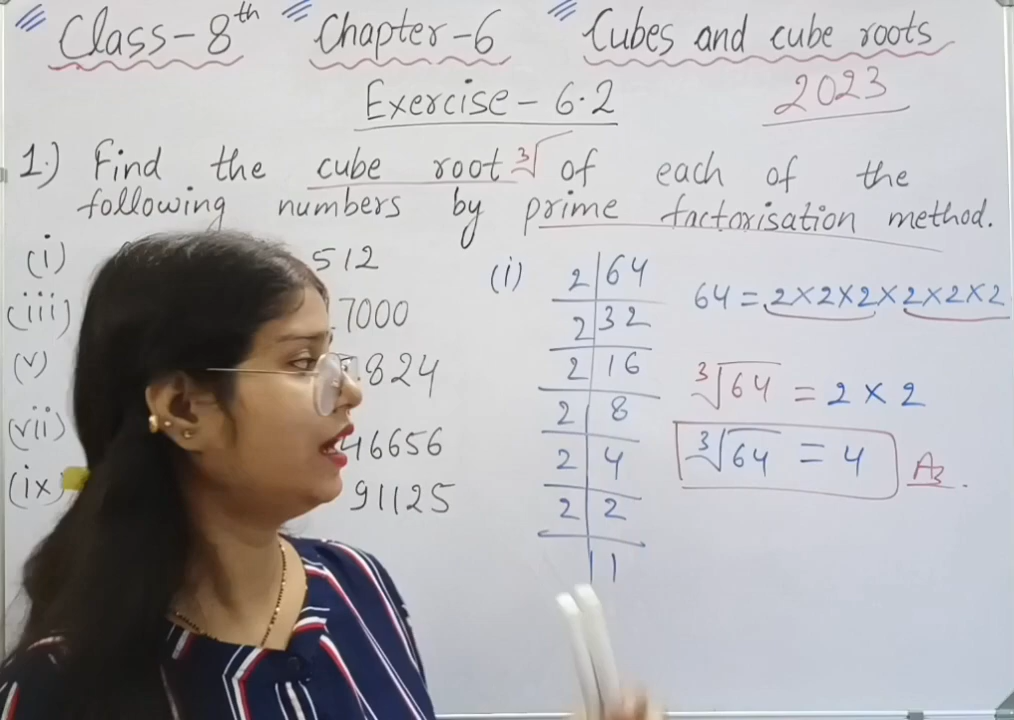 Class-8th Chapter-6 Cubes and cube roots
Exercise-6.2 2023
1.) Find the cube root ∛ of each of the
following numbers by prime factorisation method.
(i) 512
(iii) 7000
(v) 824
(vii) 46656
(ix) 91125
(i) 2|64
2|32
2|16
2|8
2|4
2|2
|1
64 = 2×2×2×2×2×2
∛64 = 2×2
∛64 = 4